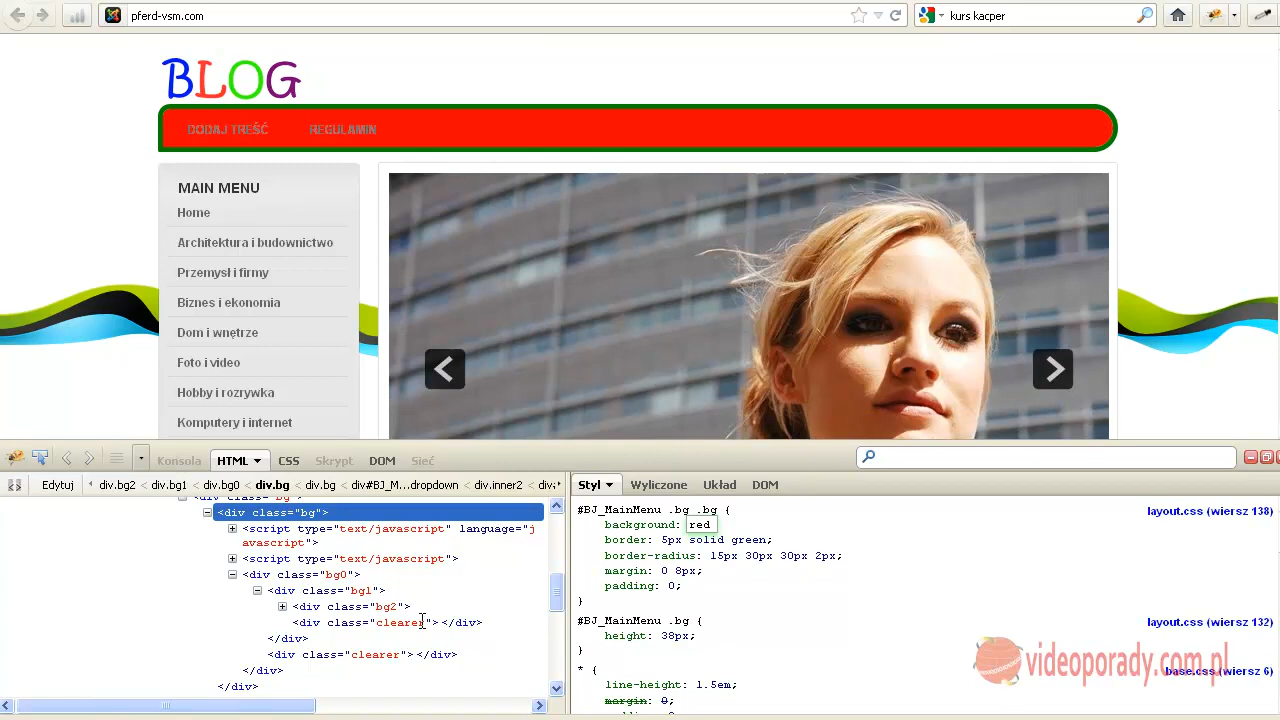 pferd-vsm.com
kurs kacper
BLOG
DODAJ TREŚĆ REGULAMIN
MAIN MENU
Home
Architektura i budownictwo
Przemysł i firmy
Biznes i ekonomia
Dom i wnętrze
Foto i video
Hobby i rozrywka
Komputery i internet
Konsola HTML CSS Skrypt DOM Sieć
Edytuj div.bg2 < div.bg1 < div.bg0 < div.bg < div.bg < div#BJ_M...dropdown < div.inner2 < div.
Styl Wyliczone Układ DOM
<div class="bg">
<div class="bg">
<script type="text/javascript" language="j
avascript">
<script type="text/javascript">
<div class="bg0">
<div class="bg1">
<div class="bg2">
<div class="clearer"></div>
</div>
<div class="clearer"></div>
</div>
</div>
#BJ_MainMenu .bg .bg { layout.css (wiersz 138)
background: red
border: 5px solid green;
border-radius: 15px 30px 30px 2px;
margin: 0 8px;
padding: 0;
}
#BJ_MainMenu .bg { layout.css (wiersz 132)
height: 38px;
}
* { base.css (wiersz 6)
line-height: 1.5em;
margin: 0;
padding: 0;
videoporady.com.pl